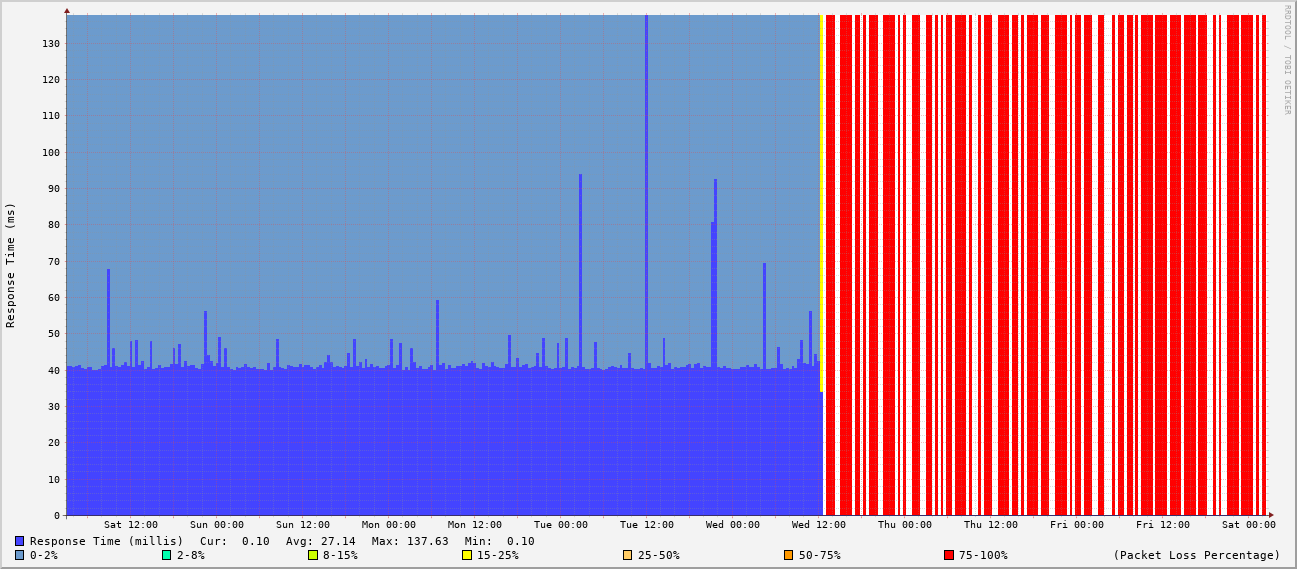 RRDTOOL / TOBI OETIKER
Response Time (ms)
130
120
110
100
90
80
70
60
50
40
30
20
10
0
Sat 12:00 Sun 00:00 Sun 12:00 Mon 00:00 Mon 12:00 Tue 00:00 Tue 12:00 Wed 00:00 Wed 12:00 Thu 00:00 Thu 12:00 Fri 00:00 Fri 12:00 Sat 00:00
Response Time (millis) Cur: 0.10 Avg: 27.14 Max: 137.63 Min: 0.10
0-2% 2-8% 8-15% 15-25% 25-50% 50-75% 75-100% (Packet Loss Percentage)